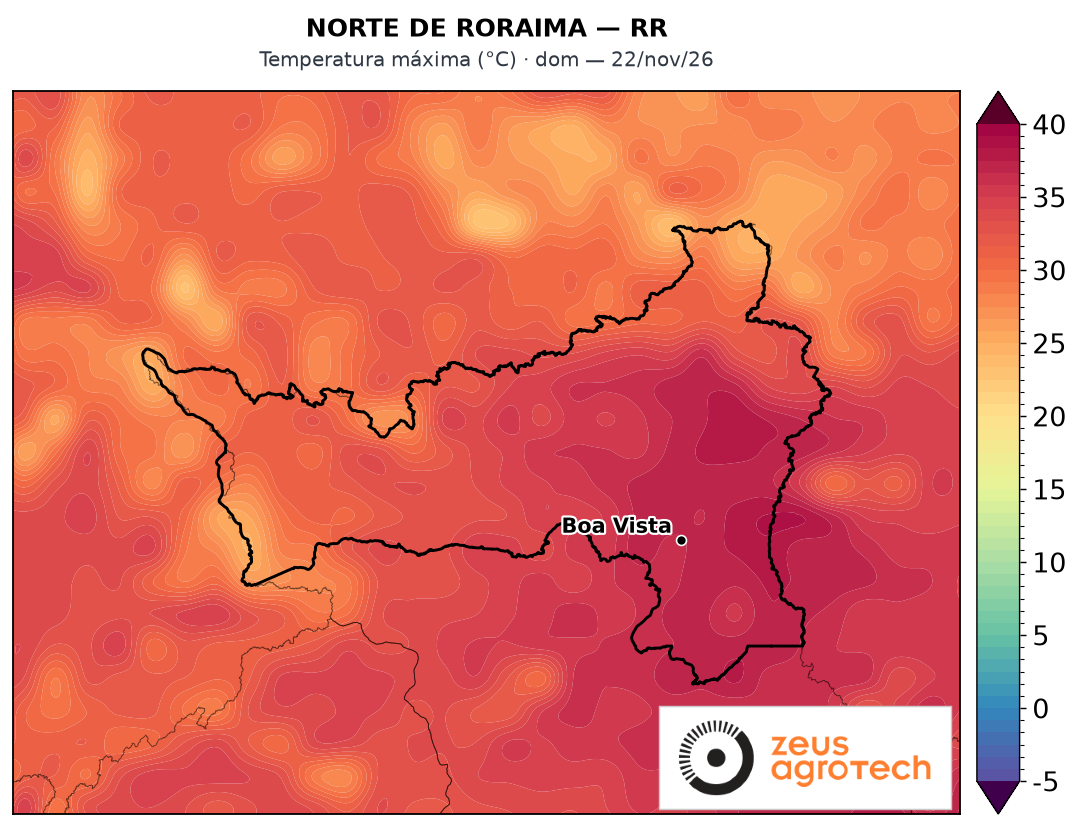 NORTE DE RORAIMA — RR
Temperatura máxima (°C) · dom — 22/nov/26
40
35
30
25
20
15
10
5
0
-5
Boa Vista
zeus
agrotech